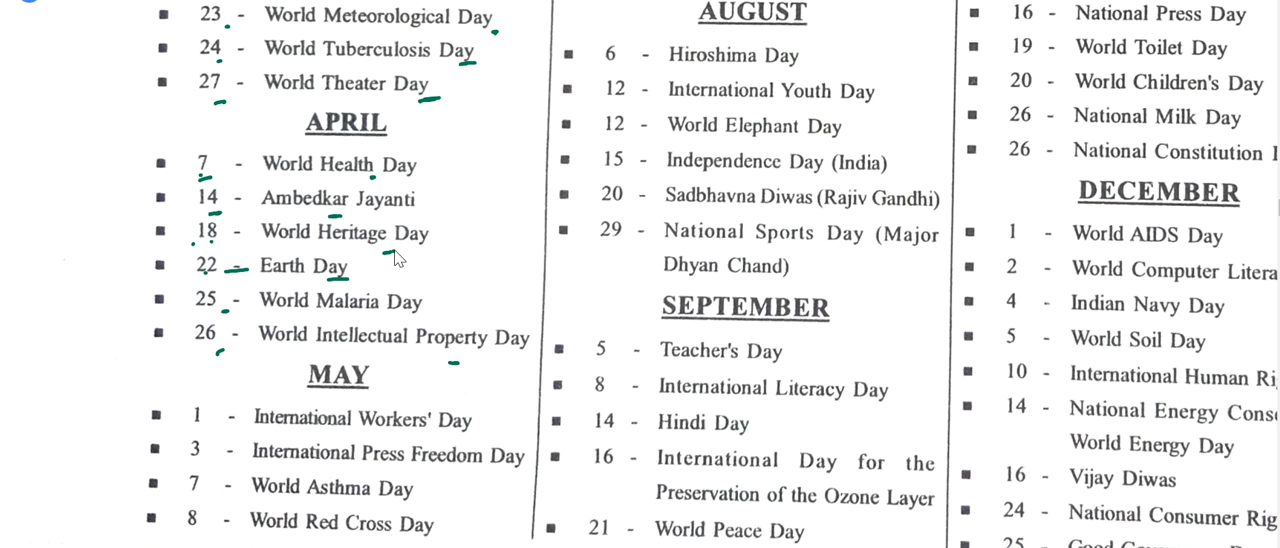 23 - World Meteorological Day
24 - World Tuberculosis Day
27 - World Theater Day
APRIL
7 - World Health Day
14 - Ambedkar Jayanti
18 - World Heritage Day
22 - Earth Day
25 - World Malaria Day
26 - World Intellectual Property Day
MAY
1 - International Workers' Day
3 - International Press Freedom Day
7 - World Asthma Day
8 - World Red Cross Day
AUGUST
6 - Hiroshima Day
12 - International Youth Day
12 - World Elephant Day
15 - Independence Day (India)
20 - Sadbhavna Diwas (Rajiv Gandhi)
29 - National Sports Day (Major
Dhyan Chand)
SEPTEMBER
5 - Teacher's Day
8 - International Literacy Day
14 - Hindi Day
16 - International Day for the
Preservation of the Ozone Layer
21 - World Peace Day
16 - National Press Day
19 - World Toilet Day
20 - World Children's Day
26 - National Milk Day
26 - National Constitution
DECEMBER
1 - World AIDS Day
2 - World Computer Litera
4 - Indian Navy Day
5 - World Soil Day
10 - International Human Ri
14 - National Energy Cons
World Energy Day
16 - Vijay Diwas
24 - National Consumer Rig
25